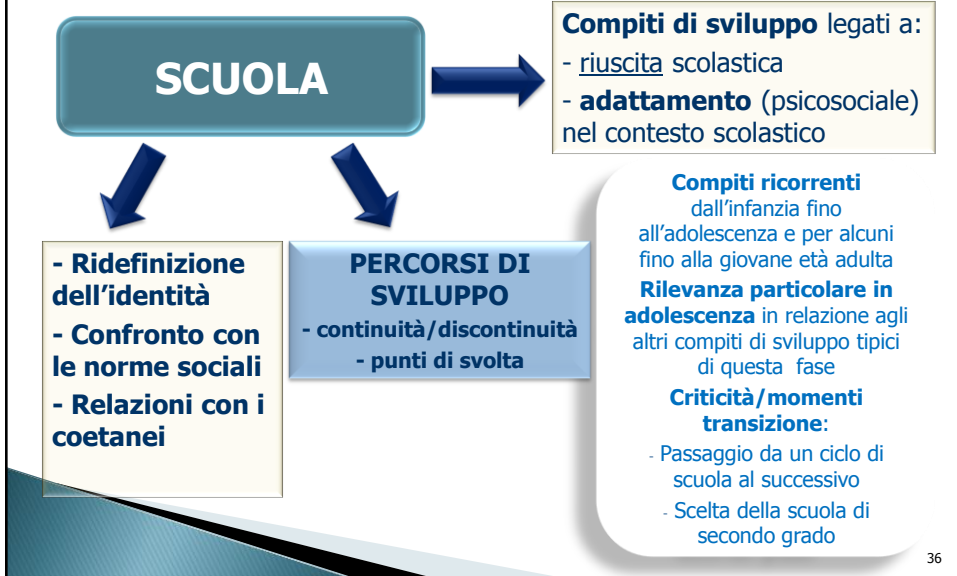 SCUOLA
Compiti di sviluppo legati a:
- riuscita scolastica
- adattamento (psicosociale)
nel contesto scolastico
- Ridefinizione
dell'identità
- Confronto con
le norme sociali
- Relazioni con i
coetanei
PERCORSI DI
SVILUPPO
- continuità/discontinuità
- punti di svolta
Compiti ricorrenti
dall'infanzia fino
all'adolescenza e per alcuni
fino alla giovane età adulta
Rilevanza particolare in
adolescenza in relazione agli
altri compiti di sviluppo tipici
di questa fase
Criticità/momenti
transizione:
- Passaggio da un ciclo di
scuola al successivo
- Scelta della scuola di
secondo grado
36